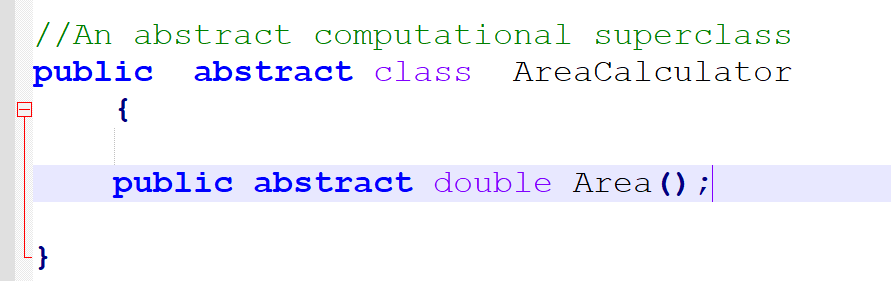 //An abstract computational superclass
public  abstract class  AreaCalculator
{
public abstract double Area();
}